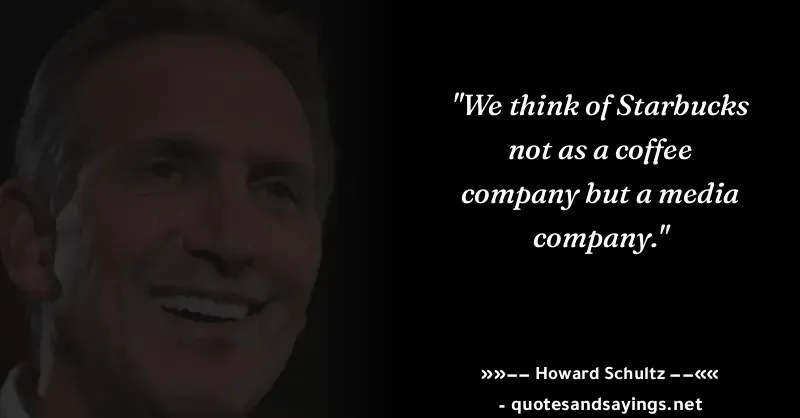 "We think of Starbucks
not as a coffee
company but a media
company."
»»–– Howard Schultz ––««
- quotesandsayings.net